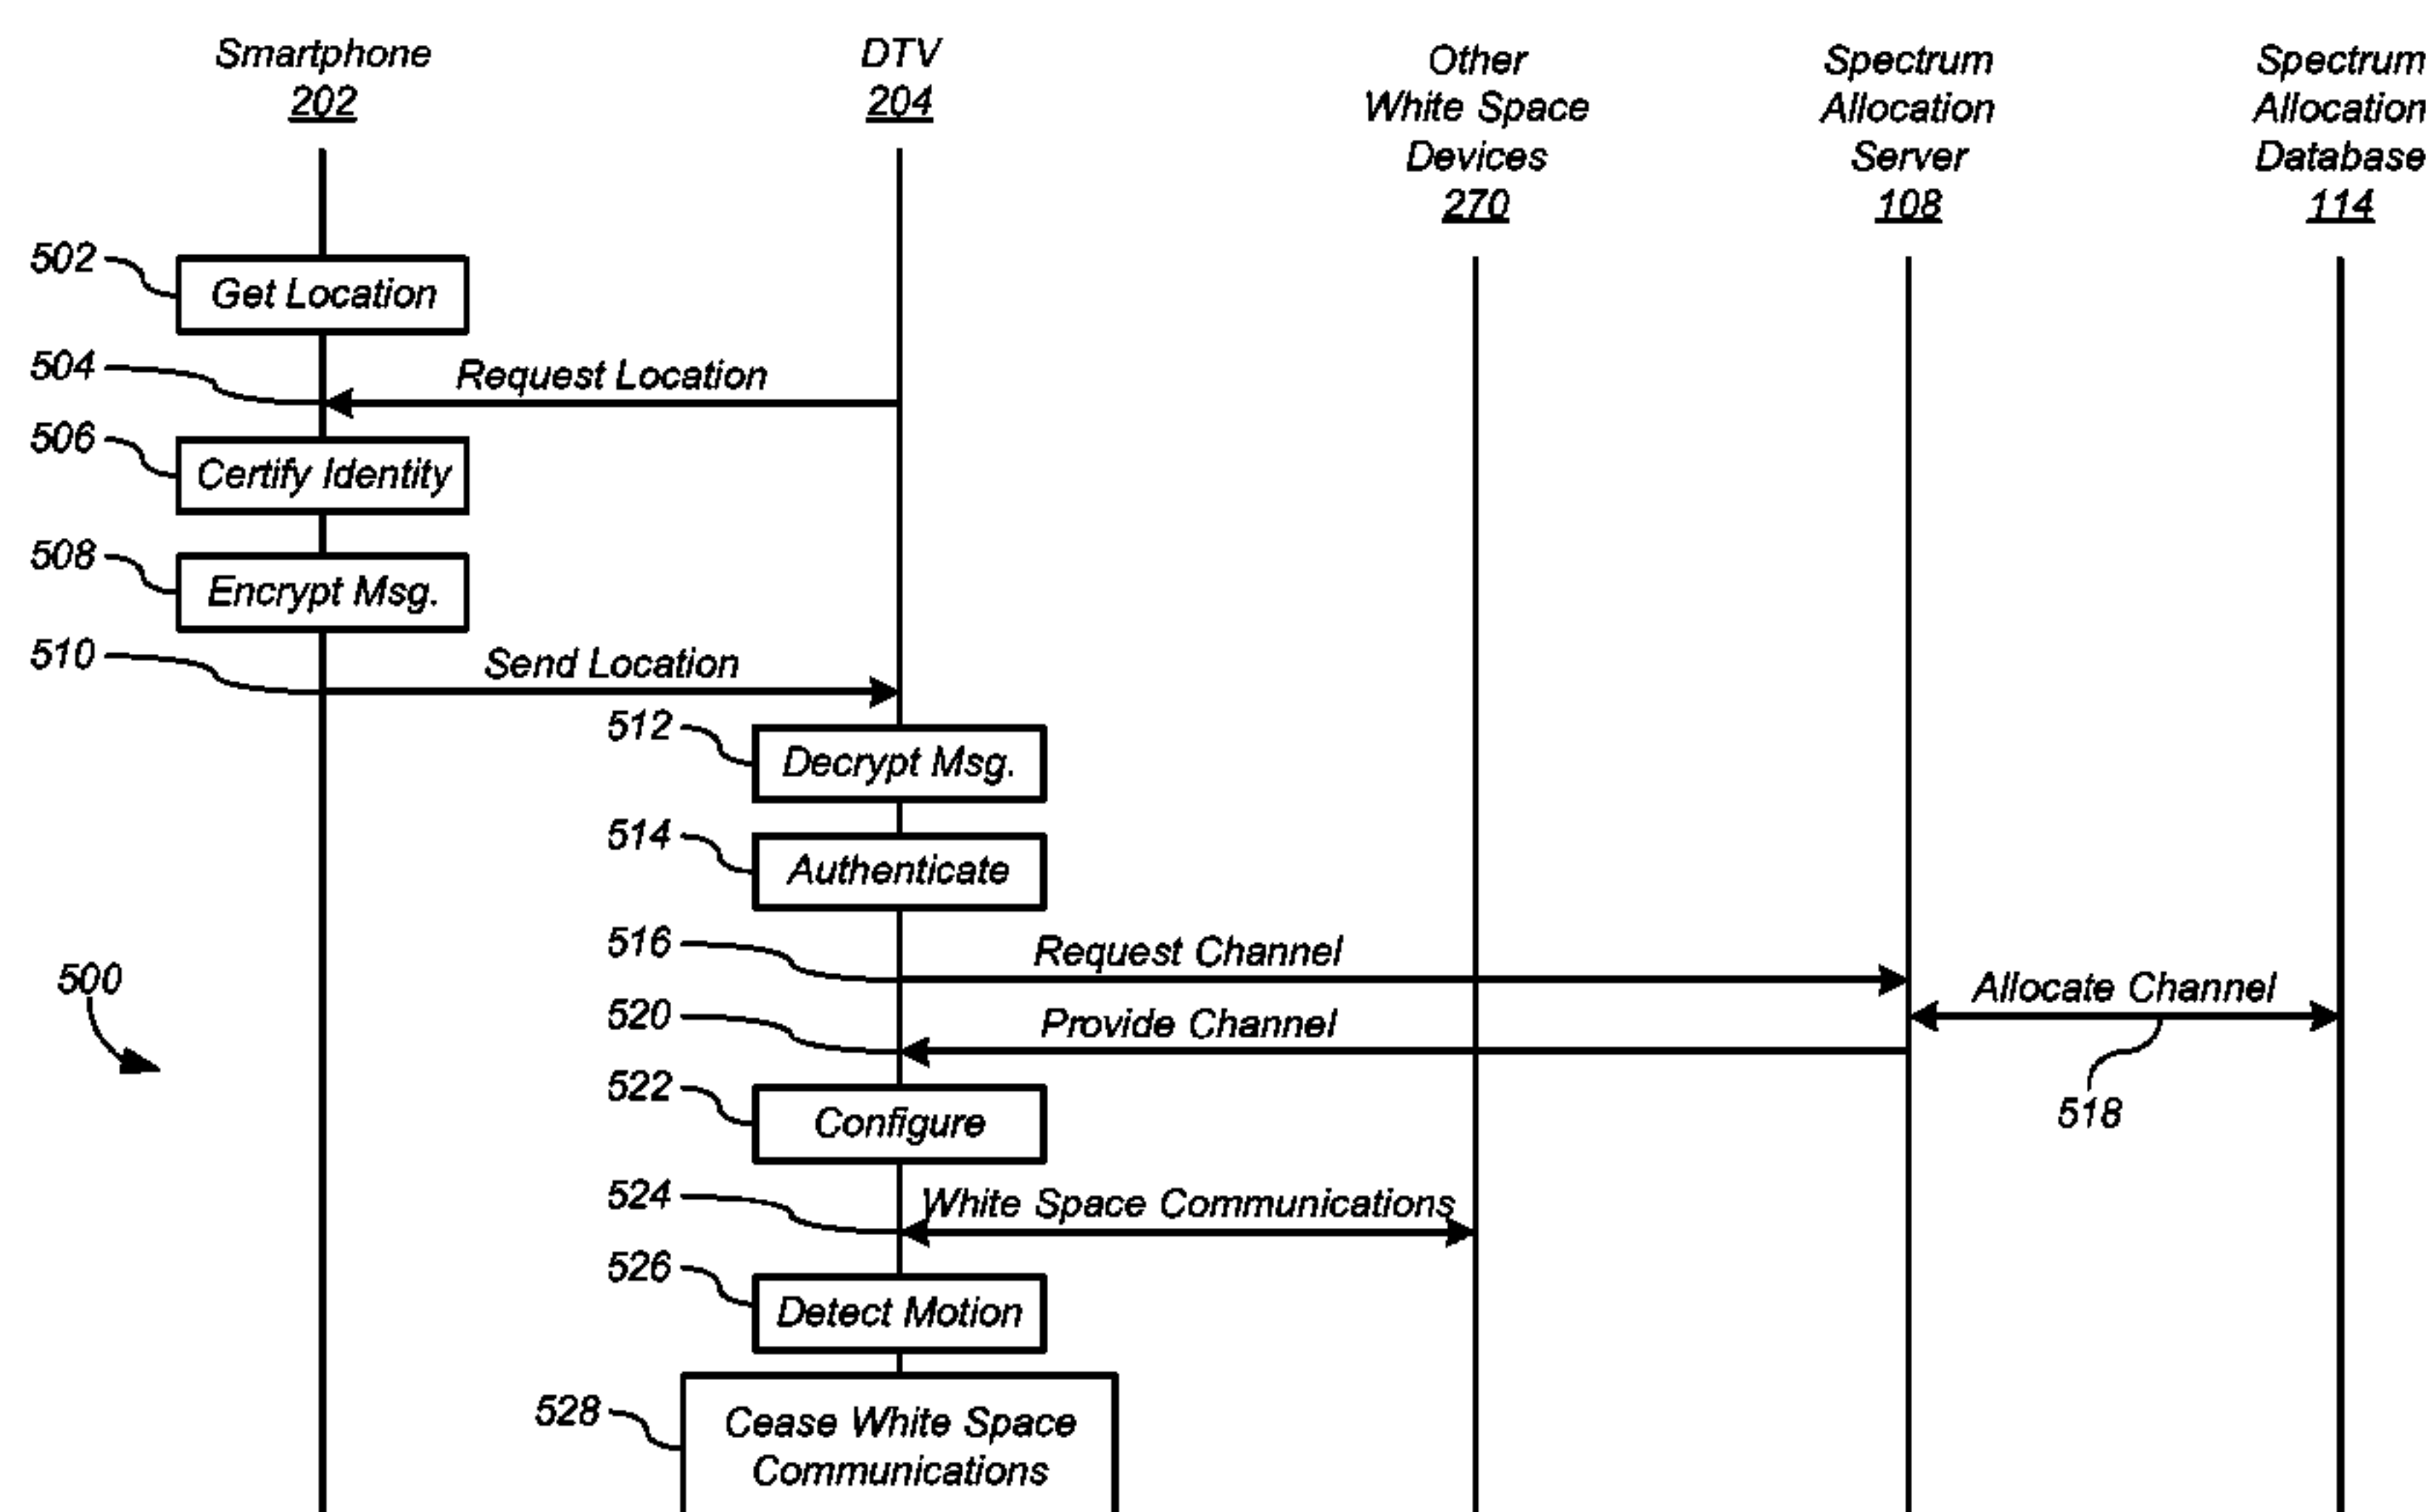 Smartphone
202
DTV
204
Other
White Space
Devices
270
Spectrum
Allocation
Server
108
Spectrum
Allocation
Database
114
502
Get Location
504
Request Location
506
Certify Identity
508
Encrypt Msg.
510
Send Location
512
Decrypt Msg.
514
Authenticate
516
Request Channel
500
Allocate Channel
520
Provide Channel
522
Configure
518
524
White Space Communications
526
Detect Motion
528
Cease White Space
Communications